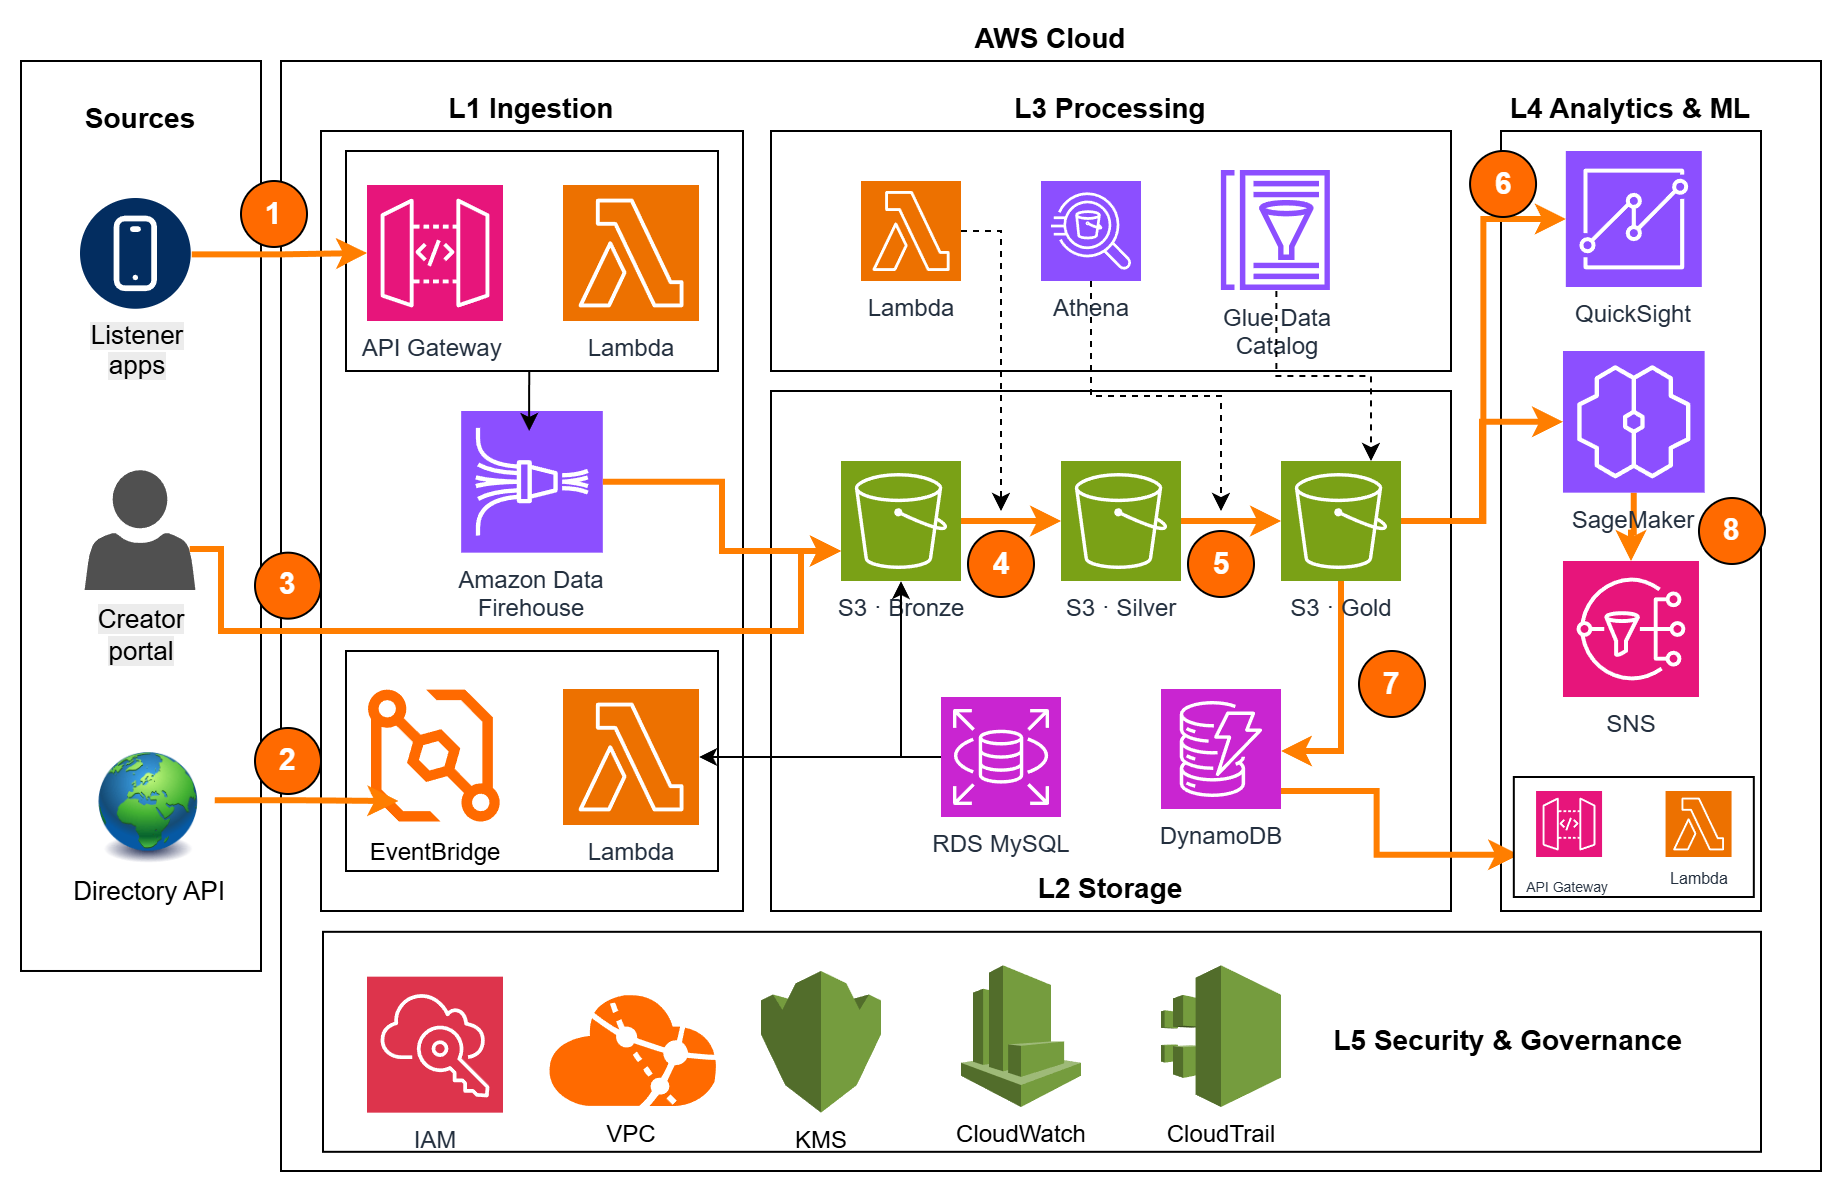 AWS Cloud
Sources
L1 Ingestion
L3 Processing
L4 Analytics & ML
1
Listener
apps
API Gateway
Lambda
Lambda
Athena
Glue Data
Catalog
6
QuickSight
Creator
portal
3
Amazon Data
Firehouse
4
5
S3 · Bronze
S3 · Silver
S3 · Gold
SageMaker
8
SNS
2
Directory API
EventBridge
Lambda
RDS MySQL
DynamoDB
7
L2 Storage
API Gateway
Lambda
IAM
VPC
KMS
CloudWatch
CloudTrail
L5 Security & Governance